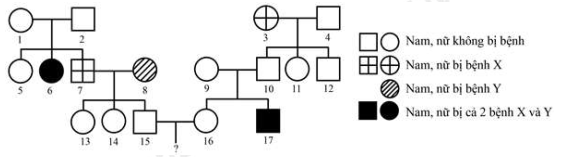 1 2 3 4
Nam, nữ không bị bệnh
5 6 7 8 9 10 11 12
Nam, nữ bị bệnh X
Nam, nữ bị bệnh Y
13 14 15 ? 16 17
Nam, nữ bị cả 2 bệnh X và Y